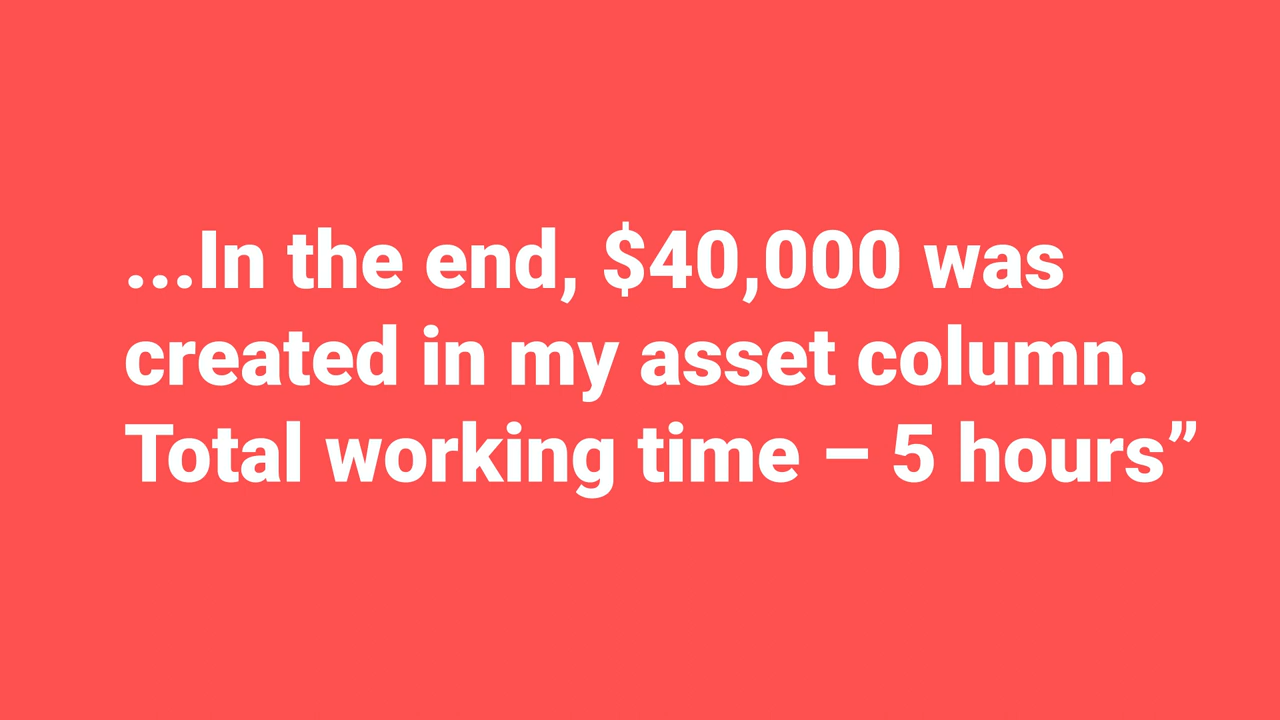 ...In the end, $40,000 was
created in my asset column.
Total working time – 5 hours”